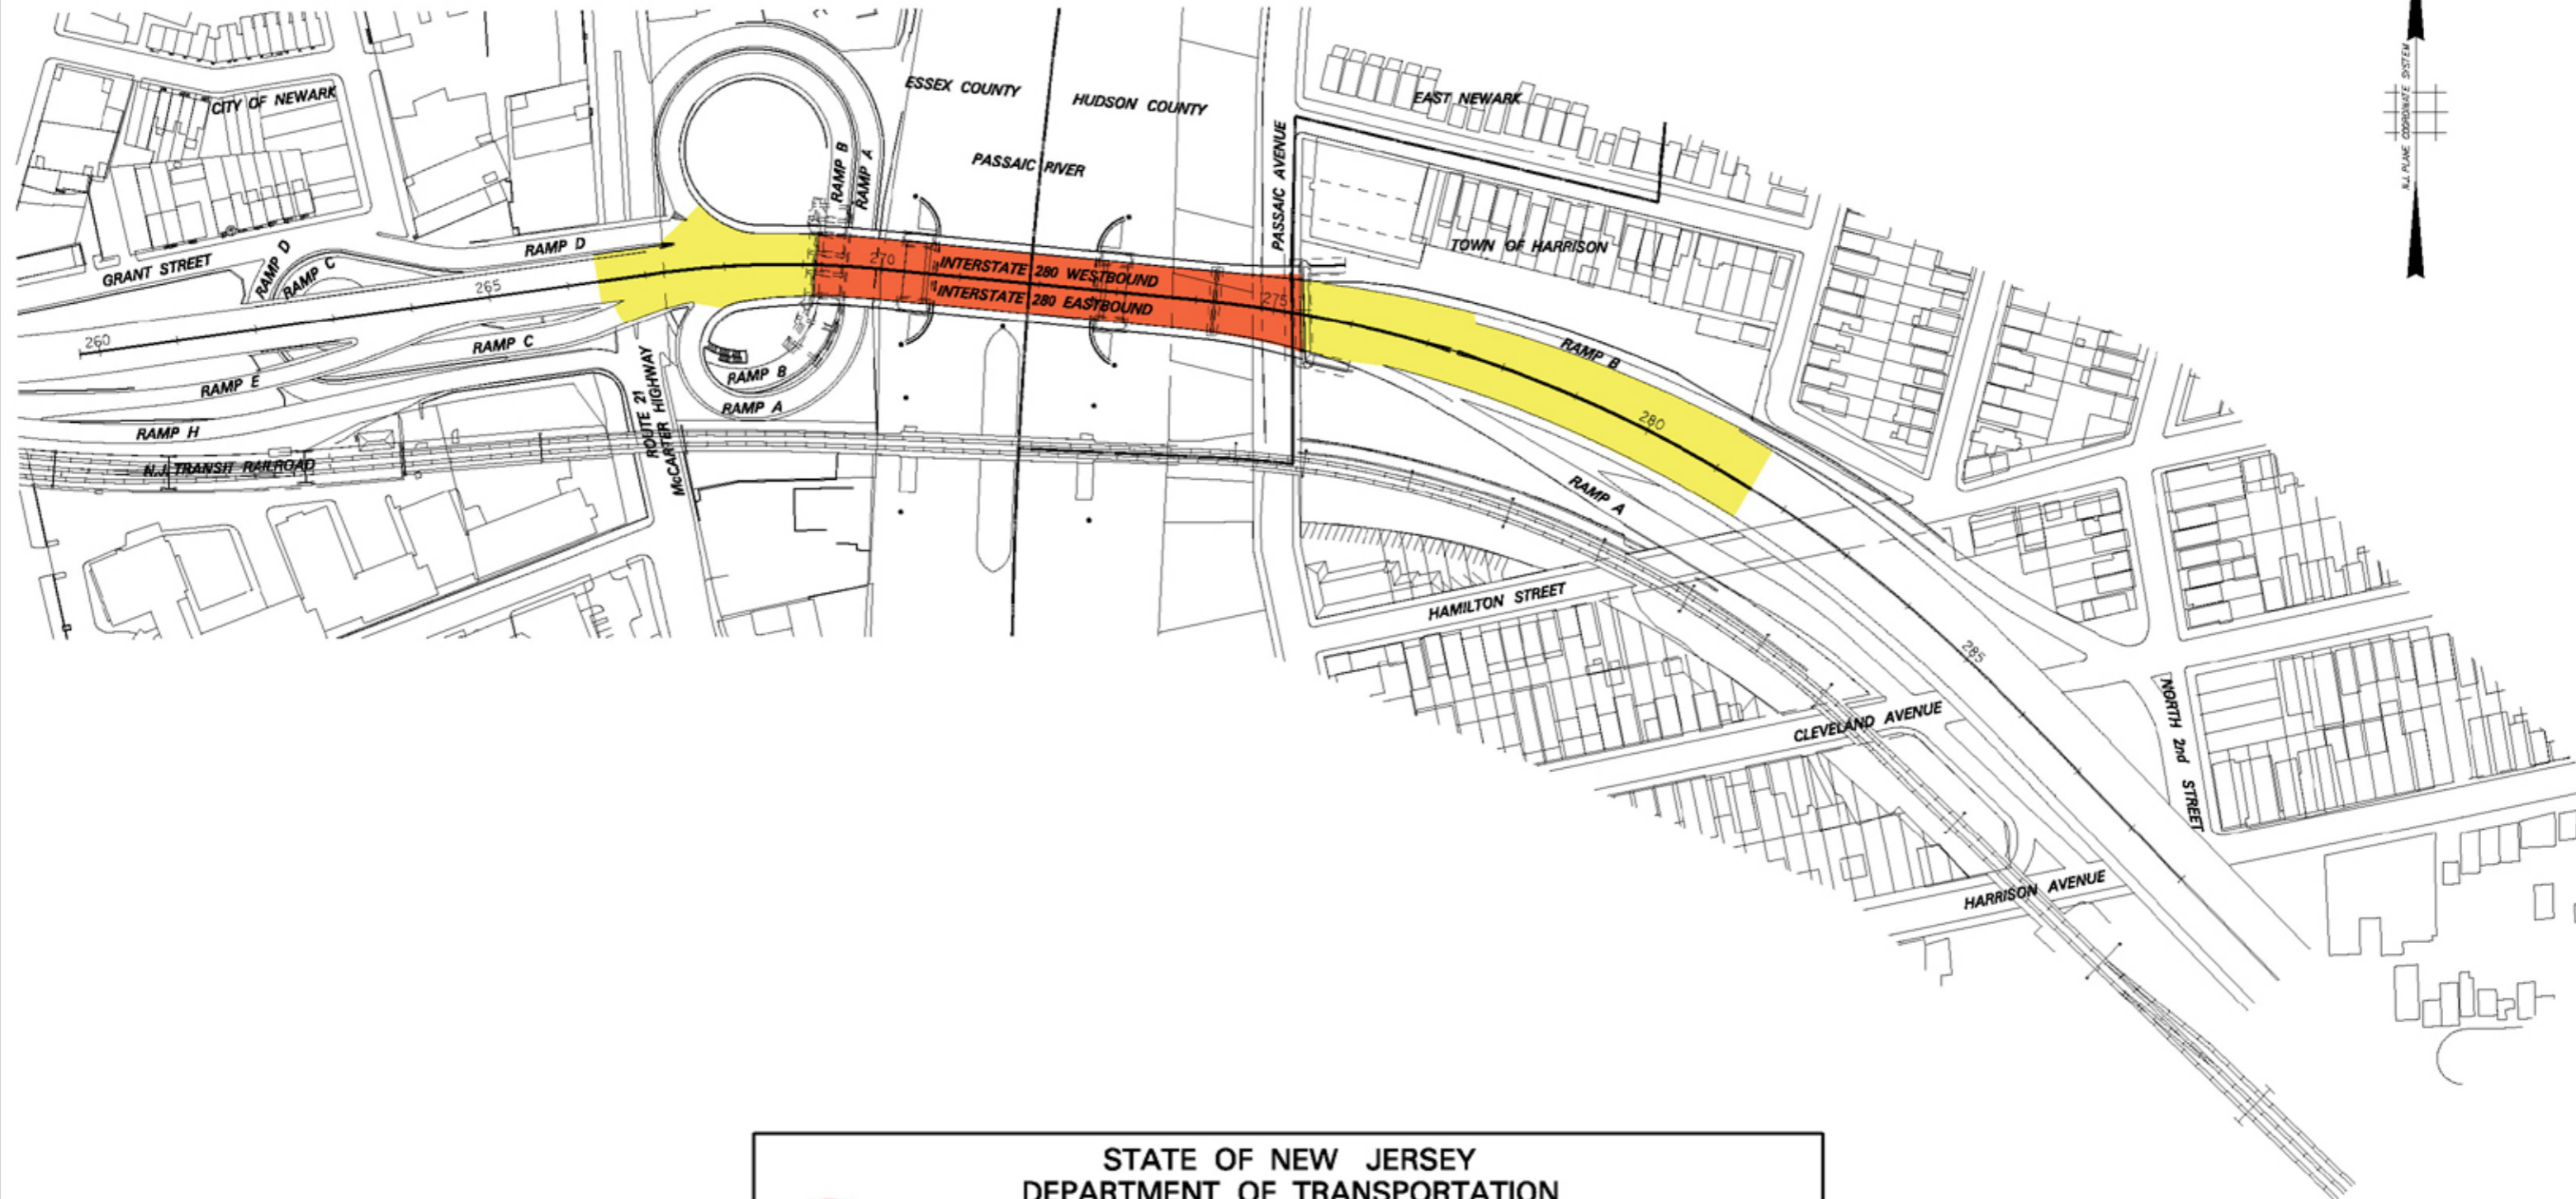 CITY OF NEWARK
ESSEX COUNTY
HUDSON COUNTY
EAST NEWARK
N.J. PLANE COORDINATE SYSTEM
PASSAIC RIVER
PASSAIC AVENUE
RAMP B
RAMP A
TOWN OF HARRISON
GRANT STREET
RAMP D
RAMP C
RAMP D
260
265
270
275
280
285
INTERSTATE 280 WESTBOUND
INTERSTATE 280 EASTBOUND
RAMP B
RAMP C
RAMP E
RAMP B
RAMP A
RAMP H
ROUTE 21
McCARTER HIGHWAY
N.J. TRANSIT RAILROAD
RAMP A
HAMILTON STREET
CLEVELAND AVENUE
NORTH 2nd STREET
HARRISON AVENUE
STATE OF NEW JERSEY
DEPARTMENT OF TRANSPORTATION